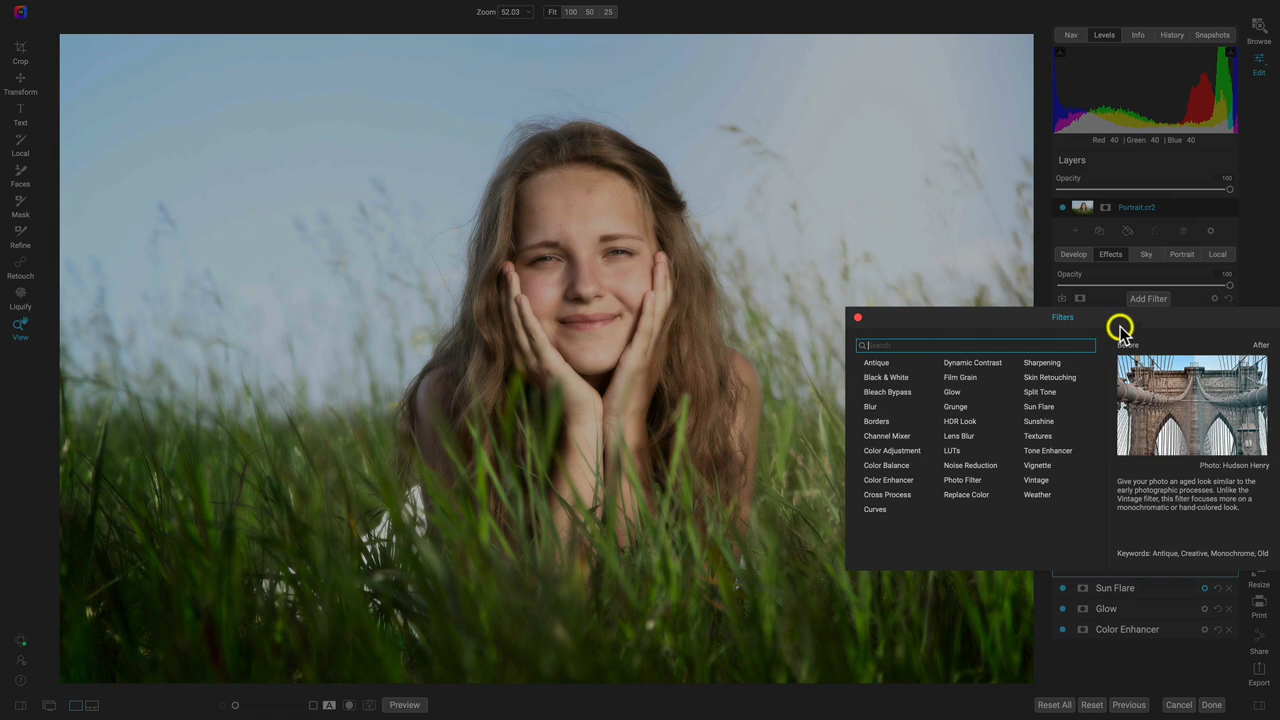 Zoom 52.03 Fit 100 50 25
Crop
Transform
Text
Local
Faces
Mask
Refine
Retouch
Liquify
View
Browse
Edit
Nav Levels Info History Snapshots
Red 40 | Green 40 | Blue 40
Layers
Opacity 100
Portrait.cr2
Develop Effects Sky Portrait Local
Opacity 100
Add Filter
Filters
Search
Antique
Black & White
Bleach Bypass
Blur
Borders
Channel Mixer
Color Adjustment
Color Balance
Color Enhancer
Cross Process
Curves
Dynamic Contrast
Film Grain
Glow
Grunge
HDR Look
Lens Blur
LUTs
Noise Reduction
Photo Filter
Replace Color
Sharpening
Skin Retouching
Split Tone
Sun Flare
Sunshine
Textures
Tone Enhancer
Vignette
Vintage
Weather
Before After
Photo: Hudson Henry
Give your photo an aged look similar to the
early photographic processes. Unlike the
Vintage filter, this filter focuses more on a
monochromatic or hand-colored look.
Keywords: Antique, Creative, Monochrome, Old
Sun Flare
Glow
Color Enhancer
Resize
Print
Share
Export
A Preview
Reset All Reset Previous Cancel Done